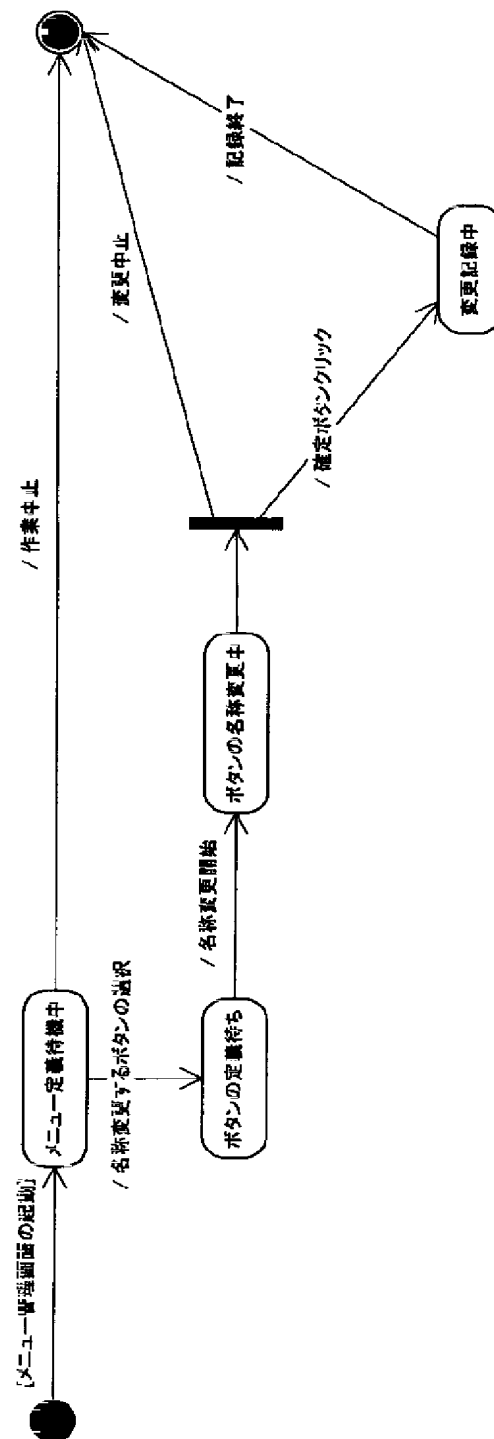 [メニュー管理画面の起動]
メニュー定義待機中
/ 作業中止
/ 名称変更するボタンの選択
ボタンの定義待ち
/ 名称変更開始
ボタンの名称変更中
/ 変更中止
/ 確定ボタンクリック
変更記録中
/ 記録終了